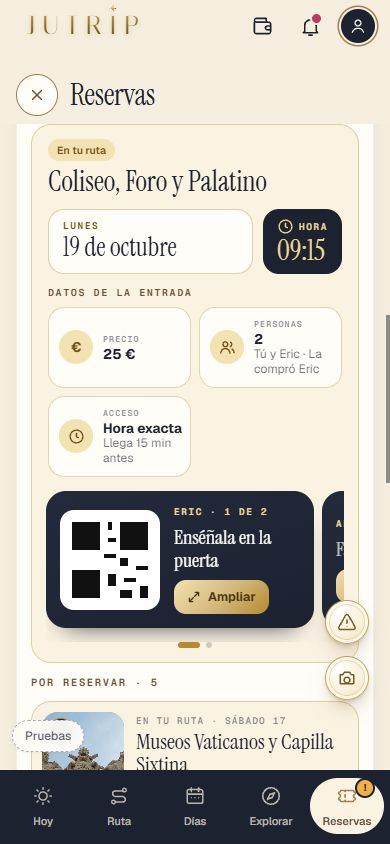 JUTRIP
Reservas
En tu ruta
Coliseo, Foro y Palatino
LUNES
19 de octubre
HORA
09:15
DATOS DE LA ENTRADA
€
PRECIO
25 €
PERSONAS
2
Tú y Eric · La
compró Eric
ACCESO
Hora exacta
Llega 15 min
antes
ERIC · 1 DE 2
Enséñala en la
puerta
Ampliar
POR RESERVAR · 5
EN TU RUTA · SÁBADO 17
Museos Vaticanos y Capilla
Sixtina
Pruebas
!
Hoy
Ruta
Días
Explorar
Reservas